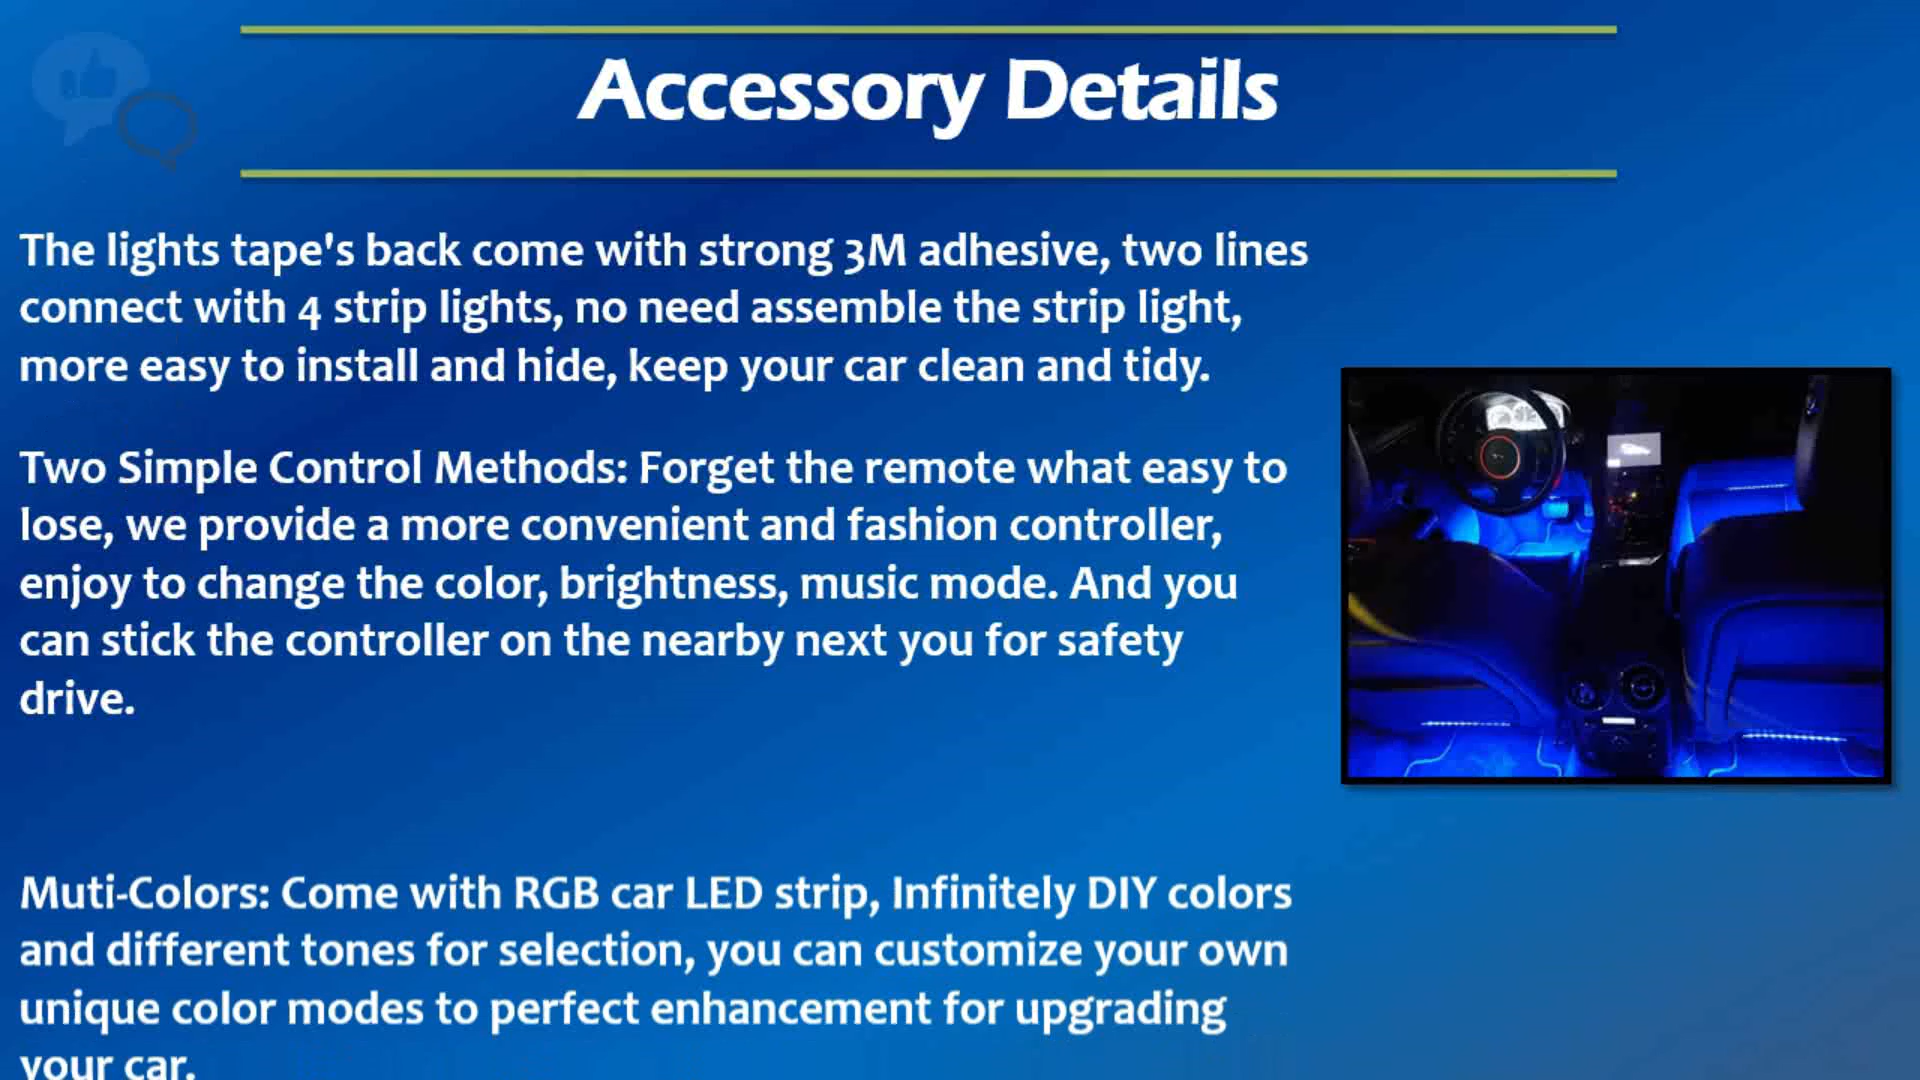 Accessory Details
The lights tape's back come with strong 3M adhesive, two lines
connect with 4 strip lights, no need assemble the strip light,
more easy to install and hide, keep your car clean and tidy.
Two Simple Control Methods: Forget the remote what easy to
lose, we provide a more convenient and fashion controller,
enjoy to change the color, brightness, music mode. And you
can stick the controller on the nearby next you for safety
drive.
Muti-Colors: Come with RGB car LED strip, Infinitely DIY colors
and different tones for selection, you can customize your own
unique color modes to perfect enhancement for upgrading
your car.